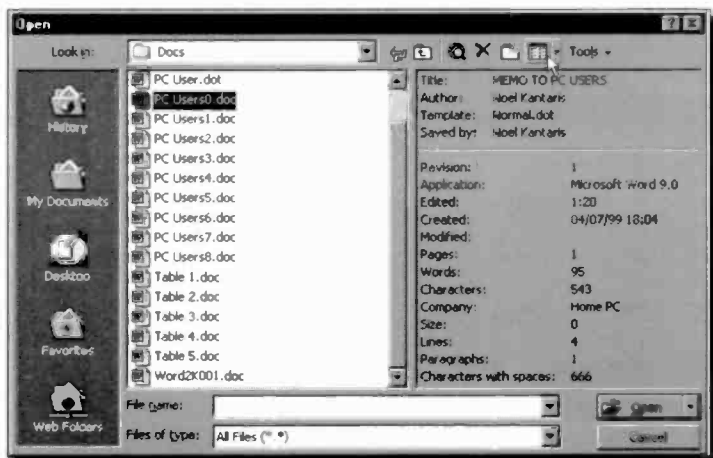 Open
Look in:
Docs
Tools
History
My Documents
Desktop
Favorites
Web Folders
PC User.dot
PC Users0.doc
PC Users1.doc
PC Users2.doc
PC Users3.doc
PC Users4.doc
PC Users5.doc
PC Users6.doc
PC Users7.doc
PC Users8.doc
Table 1.doc
Table 2.doc
Table 3.doc
Table 4.doc
Table 5.doc
Word2K001.doc
Title: MEMO TO PC USERS
Author: Noel Kantaris
Template: Normal.dot
Saved by: Noel Kantaris
Revision: 1
Application: Microsoft Word 9.0
Edited: 1:20
Created: 04/07/99 18:04
Modified:
Pages: 1
Words: 95
Characters: 543
Company: Home PC
Size: 0
Lines: 4
Paragraphs: 1
Characters with spaces: 666
File name:
Open
Files of type: All Files (*.*)
Cancel